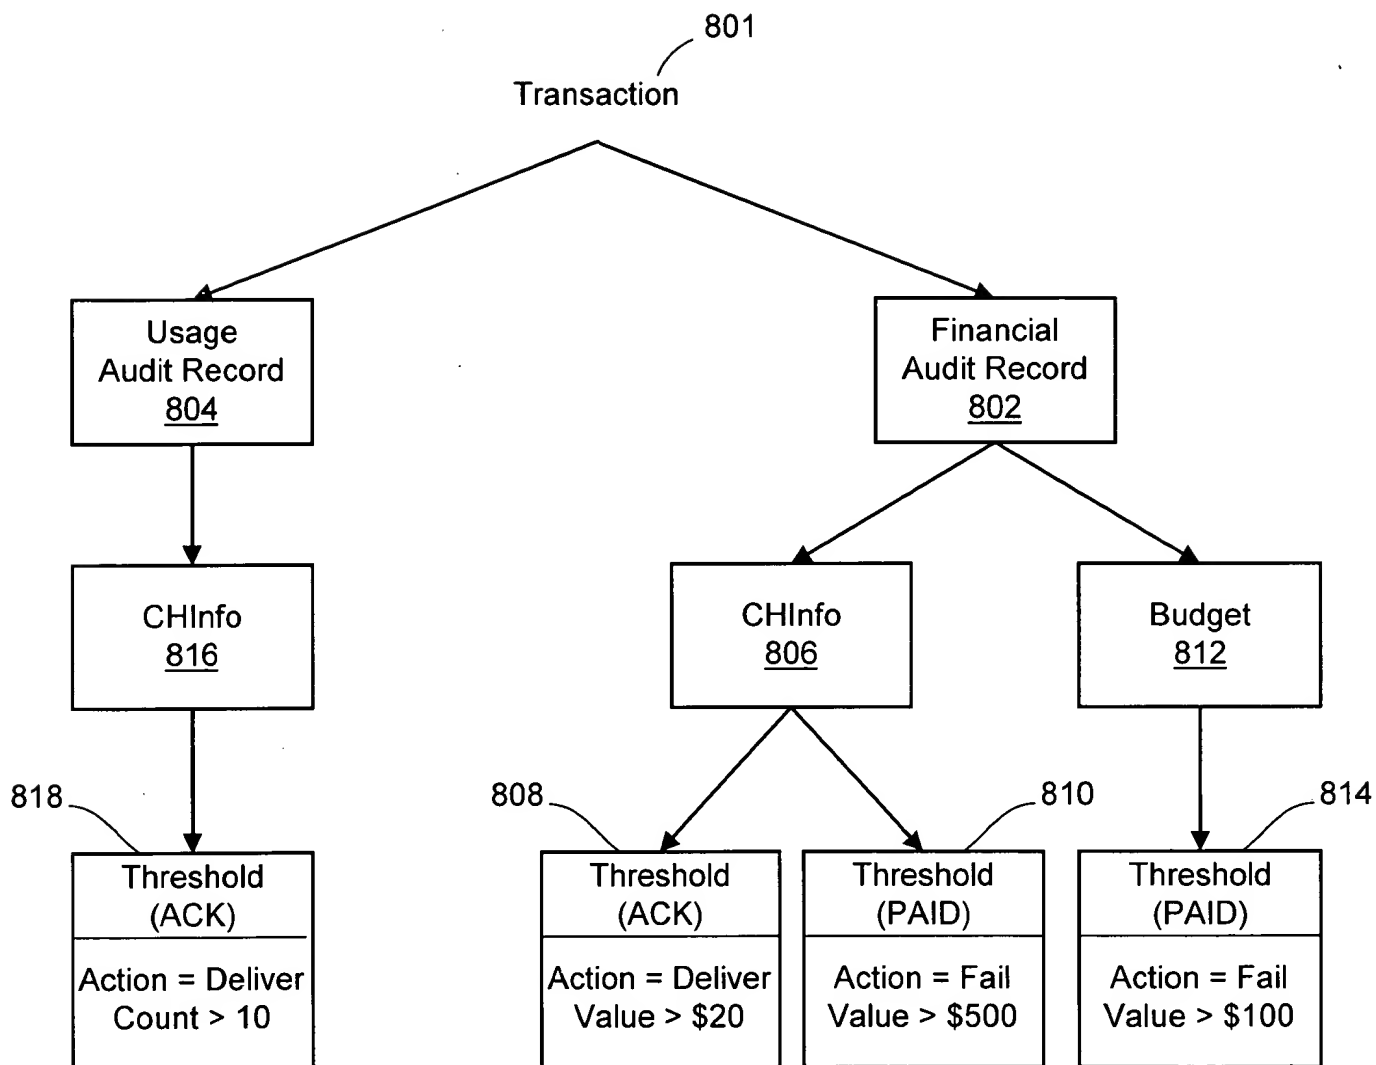 801
Transaction
Usage
Audit Record
804
Financial
Audit Record
802
CHInfo
816
CHInfo
806
Budget
812
818
808
810
814
Threshold
(ACK)
Action = Deliver
Count > 10
Threshold
(ACK)
Action = Deliver
Value > $20
Threshold
(PAID)
Action = Fail
Value > $500
Threshold
(PAID)
Action = Fail
Value > $100